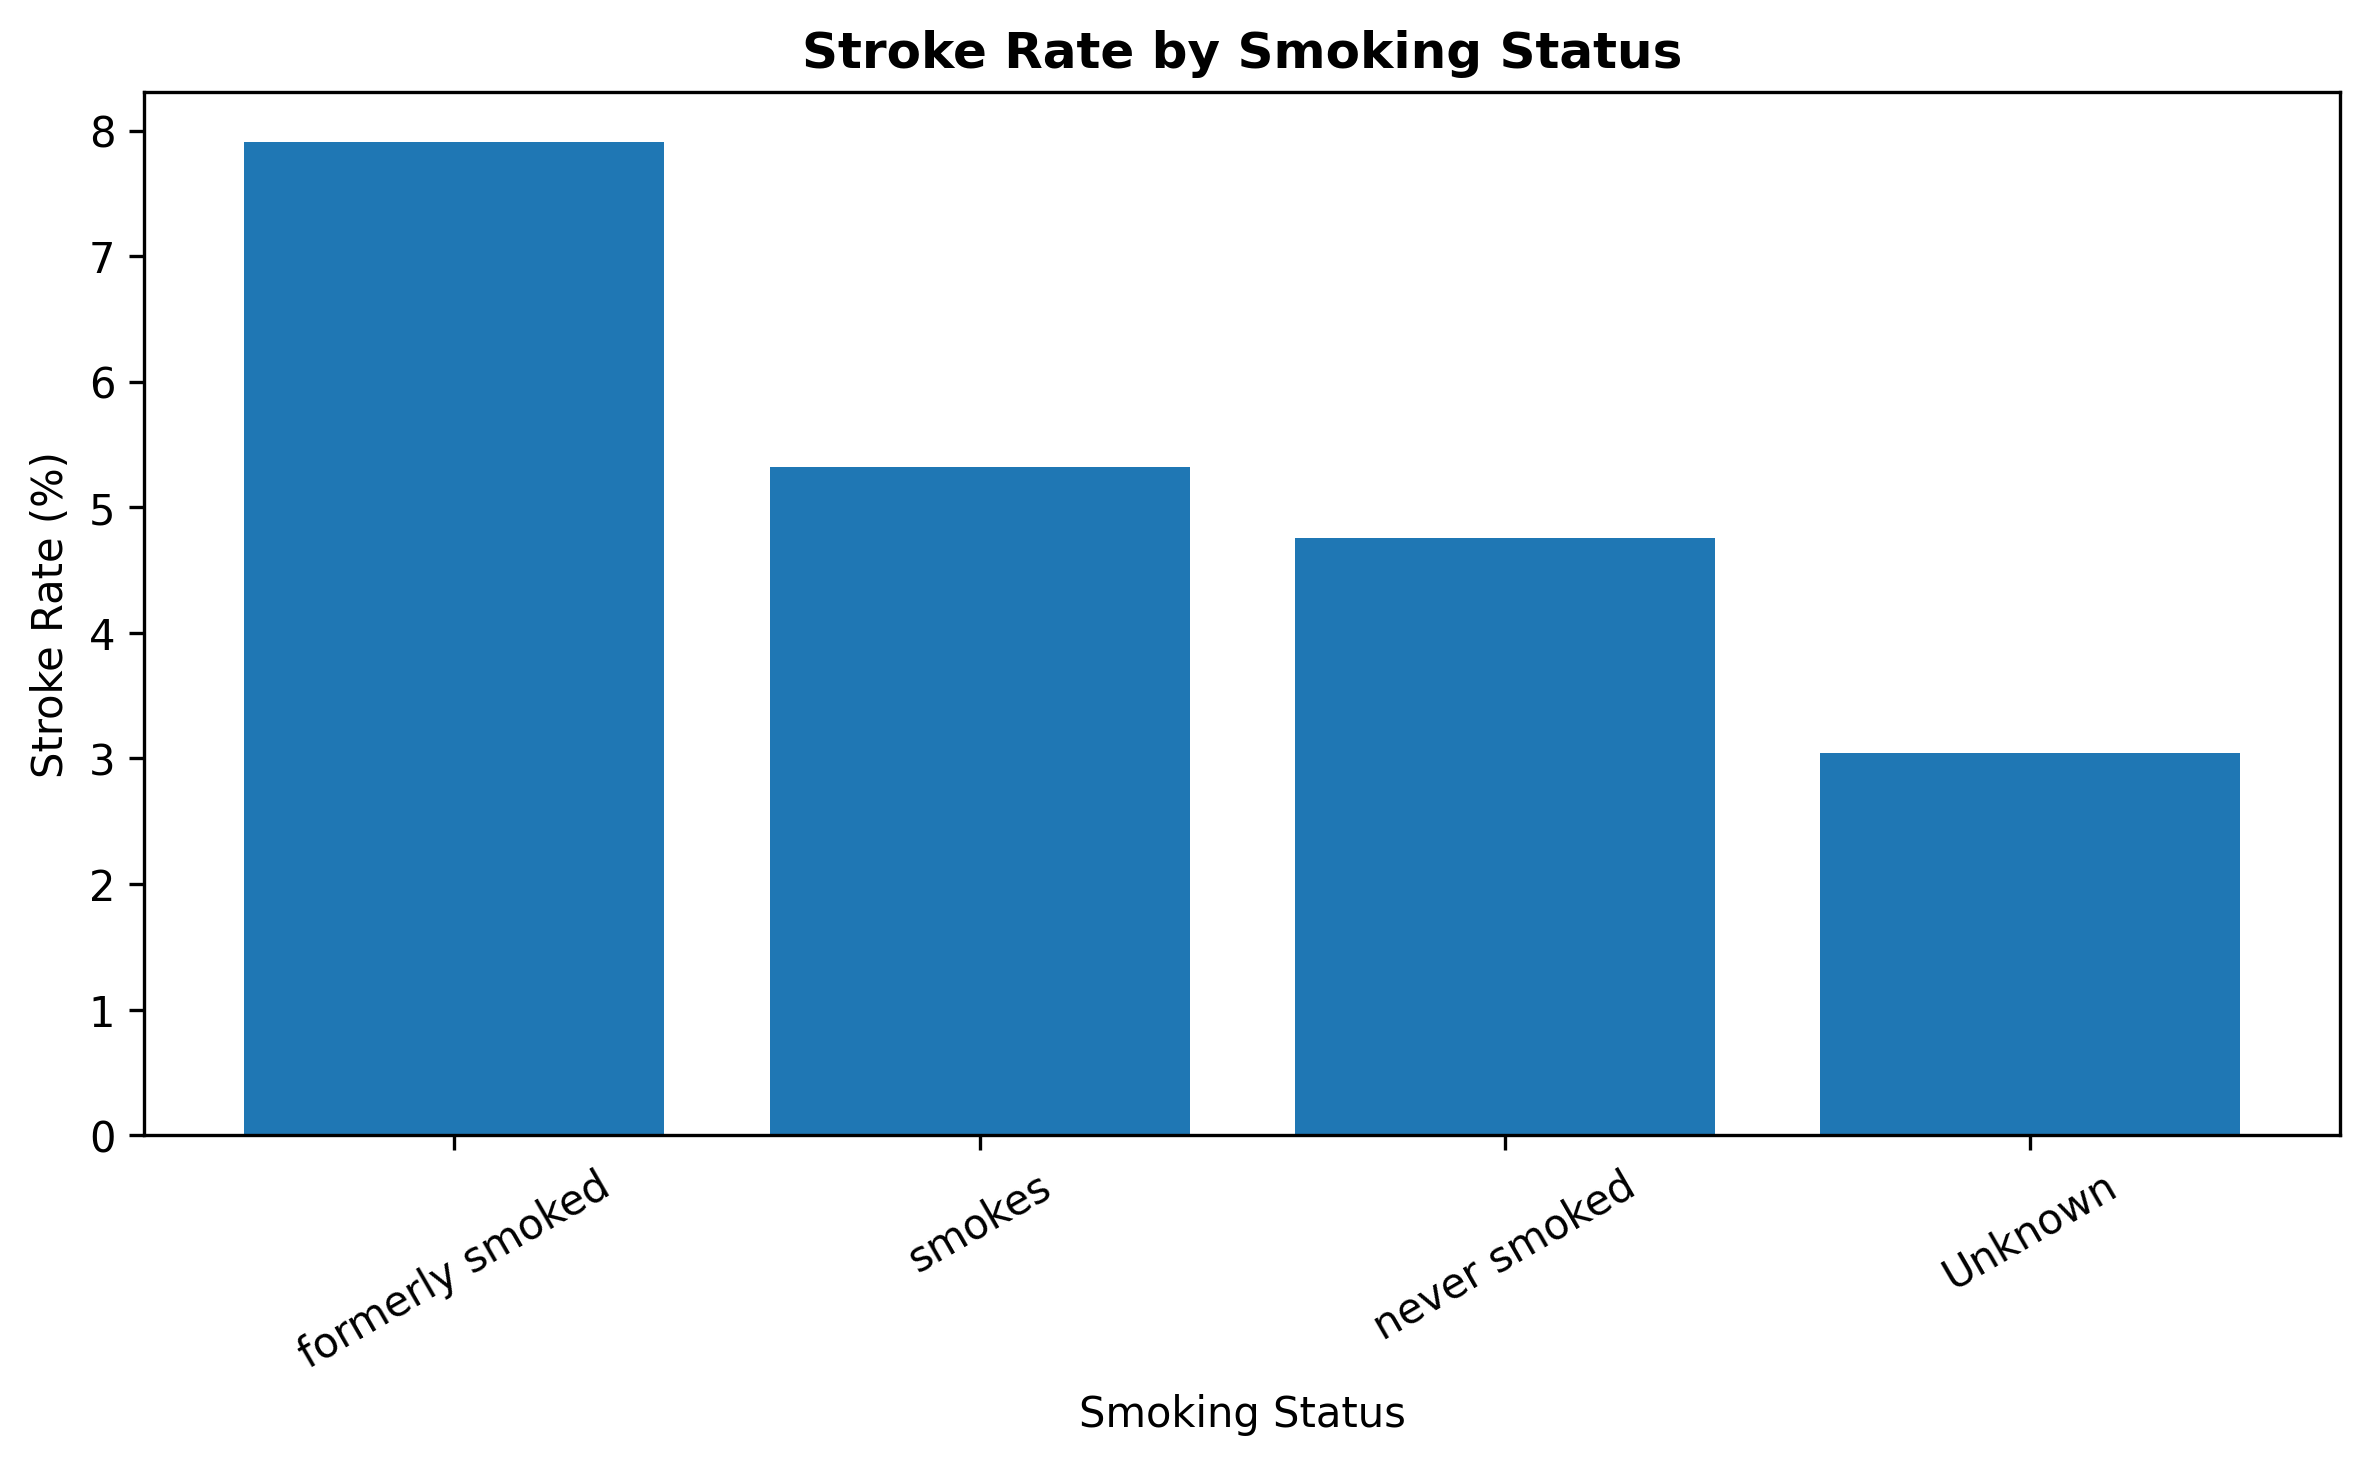 Stroke Rate by Smoking Status
Stroke Rate (%)
8
7
6
5
4
3
2
1
0
formerly smoked
smokes
never smoked
Unknown
Smoking Status